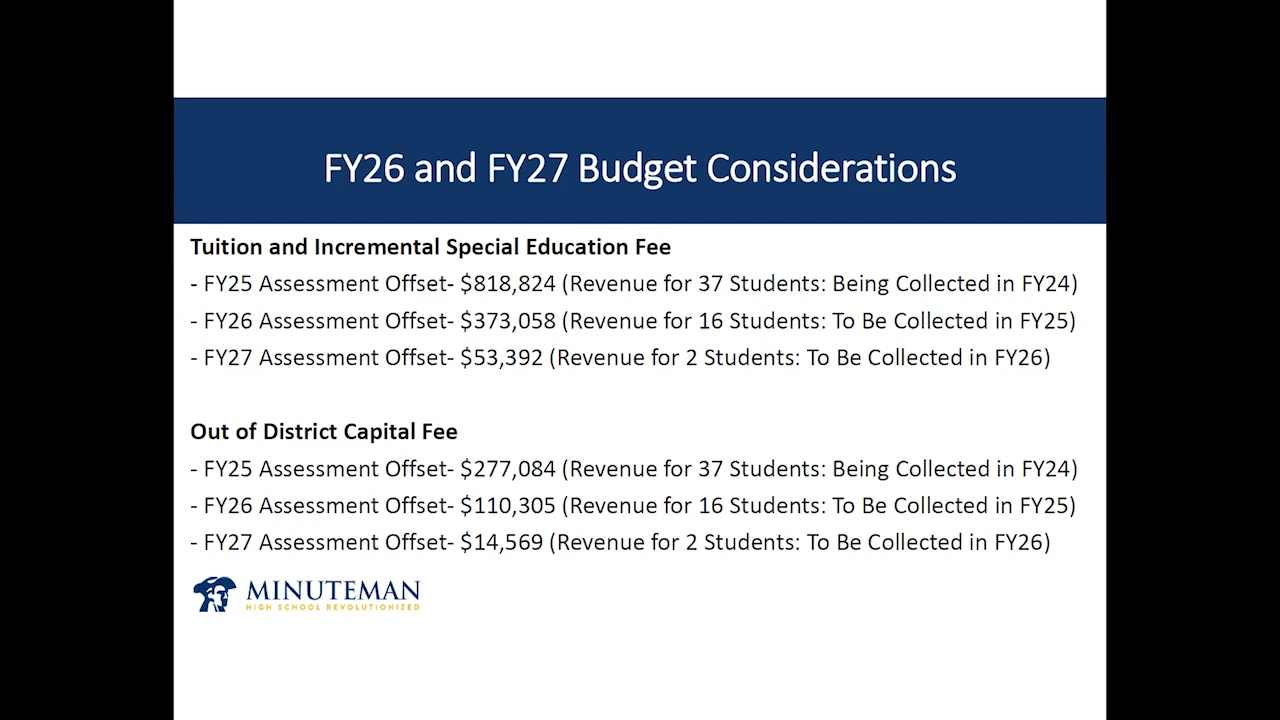 FY26 and FY27 Budget Considerations
Tuition and Incremental Special Education Fee
- FY25 Assessment Offset- $818,824 (Revenue for 37 Students: Being Collected in FY24)
- FY26 Assessment Offset- $373,058 (Revenue for 16 Students: To Be Collected in FY25)
- FY27 Assessment Offset- $53,392 (Revenue for 2 Students: To Be Collected in FY26)
Out of District Capital Fee
- FY25 Assessment Offset- $277,084 (Revenue for 37 Students: Being Collected in FY24)
- FY26 Assessment Offset- $110,305 (Revenue for 16 Students: To Be Collected in FY25)
- FY27 Assessment Offset- $14,569 (Revenue for 2 Students: To Be Collected in FY26)
MINUTEMAN
HIGH SCHOOL REVOLUTIONIZED